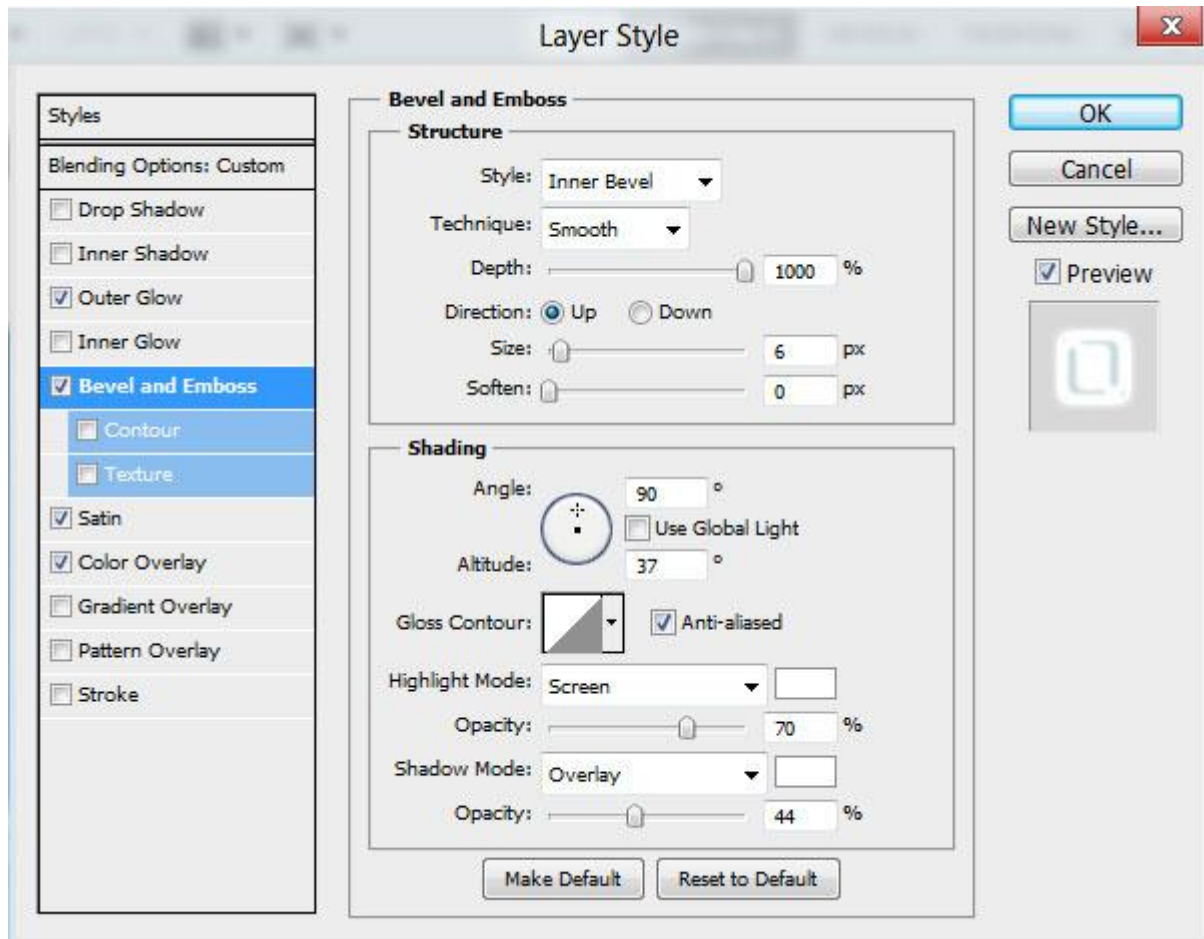 Layer Style
Styles
Blending Options: Custom
Drop Shadow
Inner Shadow
Outer Glow
Inner Glow
Bevel and Emboss
Contour
Texture
Satin
Color Overlay
Gradient Overlay
Pattern Overlay
Stroke
Bevel and Emboss
Structure
Style: Inner Bevel
Technique: Smooth
Depth: 1000 %
Direction: Up Down
Size: 6 px
Soften: 0 px
Shading
Angle: 90 °
Use Global Light
Altitude: 37 °
Gloss Contour: Anti-aliased
Highlight Mode: Screen
Opacity: 70 %
Shadow Mode: Overlay
Opacity: 44 %
Make Default Reset to Default
OK
Cancel
New Style...
Preview